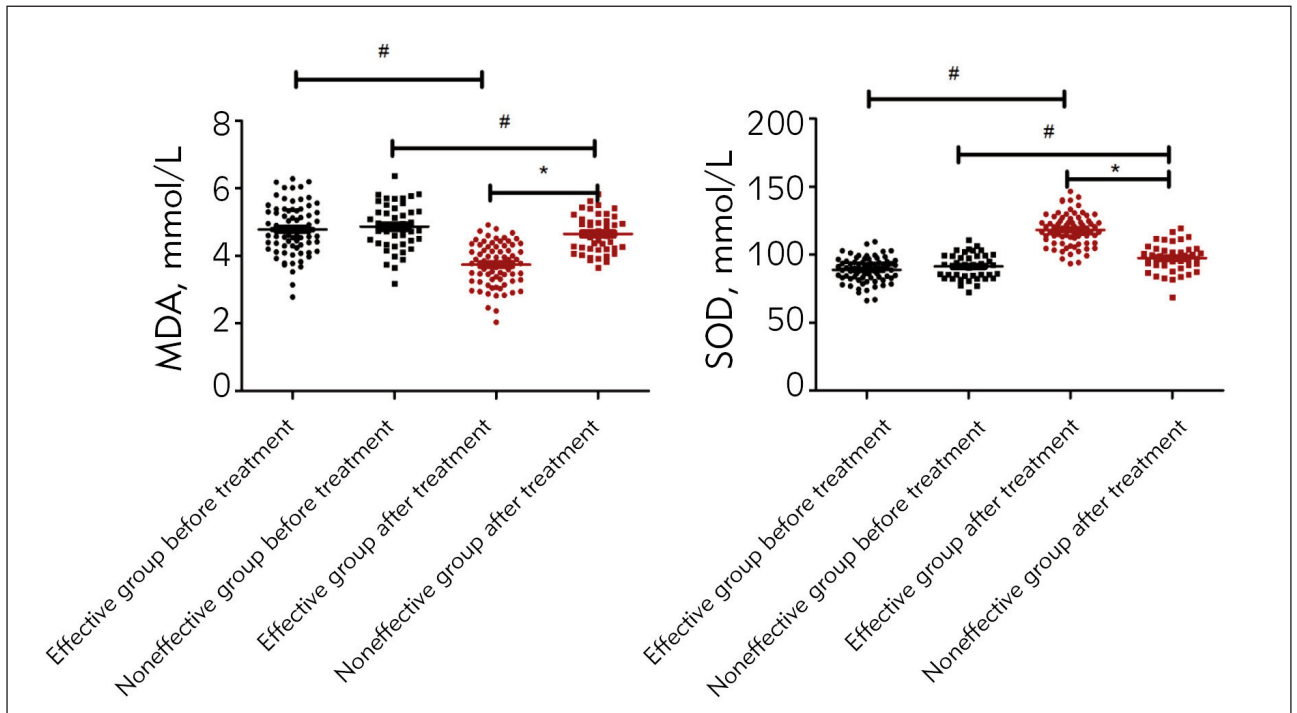 #
#
*
8
6
4
2
0
MDA, mmol/L
Effective group before treatment
Noneffective group before treatment
Effective group after treatment
Noneffective group after treatment
#
#
*
200
150
100
50
0
SOD, mmol/L
Effective group before treatment
Noneffective group before treatment
Effective group after treatment
Noneffective group after treatment